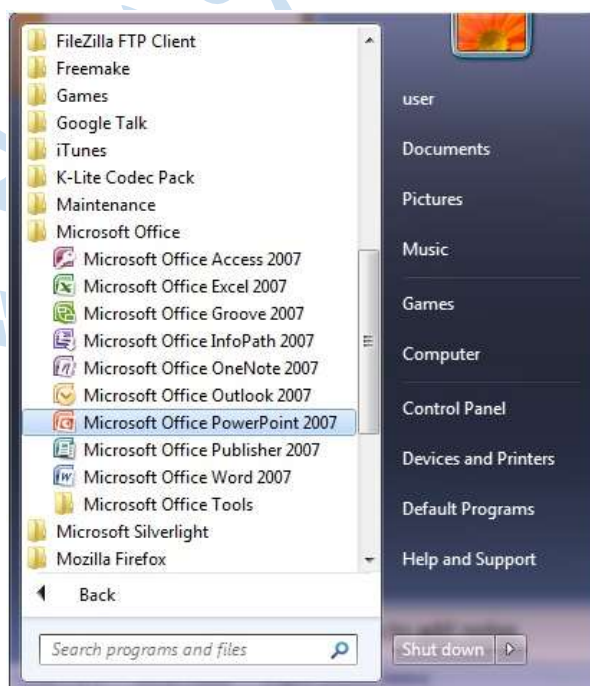 FileZilla FTP Client
Freemake
Games
Google Talk
iTunes
K-Lite Codec Pack
Maintenance
Microsoft Office
Microsoft Office Access 2007
Microsoft Office Excel 2007
Microsoft Office Groove 2007
Microsoft Office InfoPath 2007
Microsoft Office OneNote 2007
Microsoft Office Outlook 2007
Microsoft Office PowerPoint 2007
Microsoft Office Publisher 2007
Microsoft Office Word 2007
Microsoft Office Tools
Microsoft Silverlight
Mozilla Firefox
Back
Search programs and files
user
Documents
Pictures
Music
Games
Computer
Control Panel
Devices and Printers
Default Programs
Help and Support
Shut down